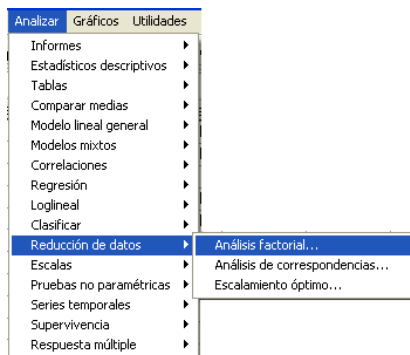 Analizar Gráficos Utilidades
Informes
Estadísticos descriptivos
Tablas
Comparar medias
Modelo lineal general
Modelos mixtos
Correlaciones
Regresión
Loglineal
Clasificar
Reducción de datos
Análisis factorial...
Escalas
Análisis de correspondencias...
Pruebas no paramétricas
Escalamiento óptimo...
Series temporales
Supervivencia
Respuesta múltiple